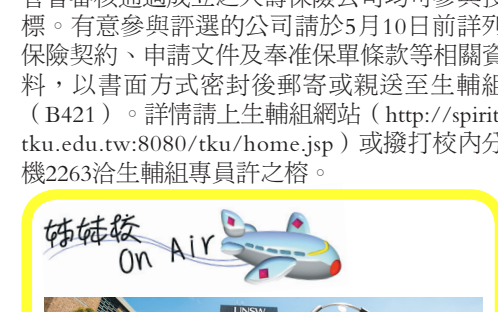 管會審核通過成立之人壽保險公司均可參與投
標。有意參與評選的公司請於5月10日前詳列
保險契約、申請文件及奉准保單條款等相關資
料，以書面方式密封後郵寄或親送至生輔組
（B421）。詳情請上生輔組網站（http://spirit.
tku.edu.tw:8080/tku/home.jsp）或撥打校內分
機2263洽生輔組專員許之榕。
姊妹校
On Air
UNSW